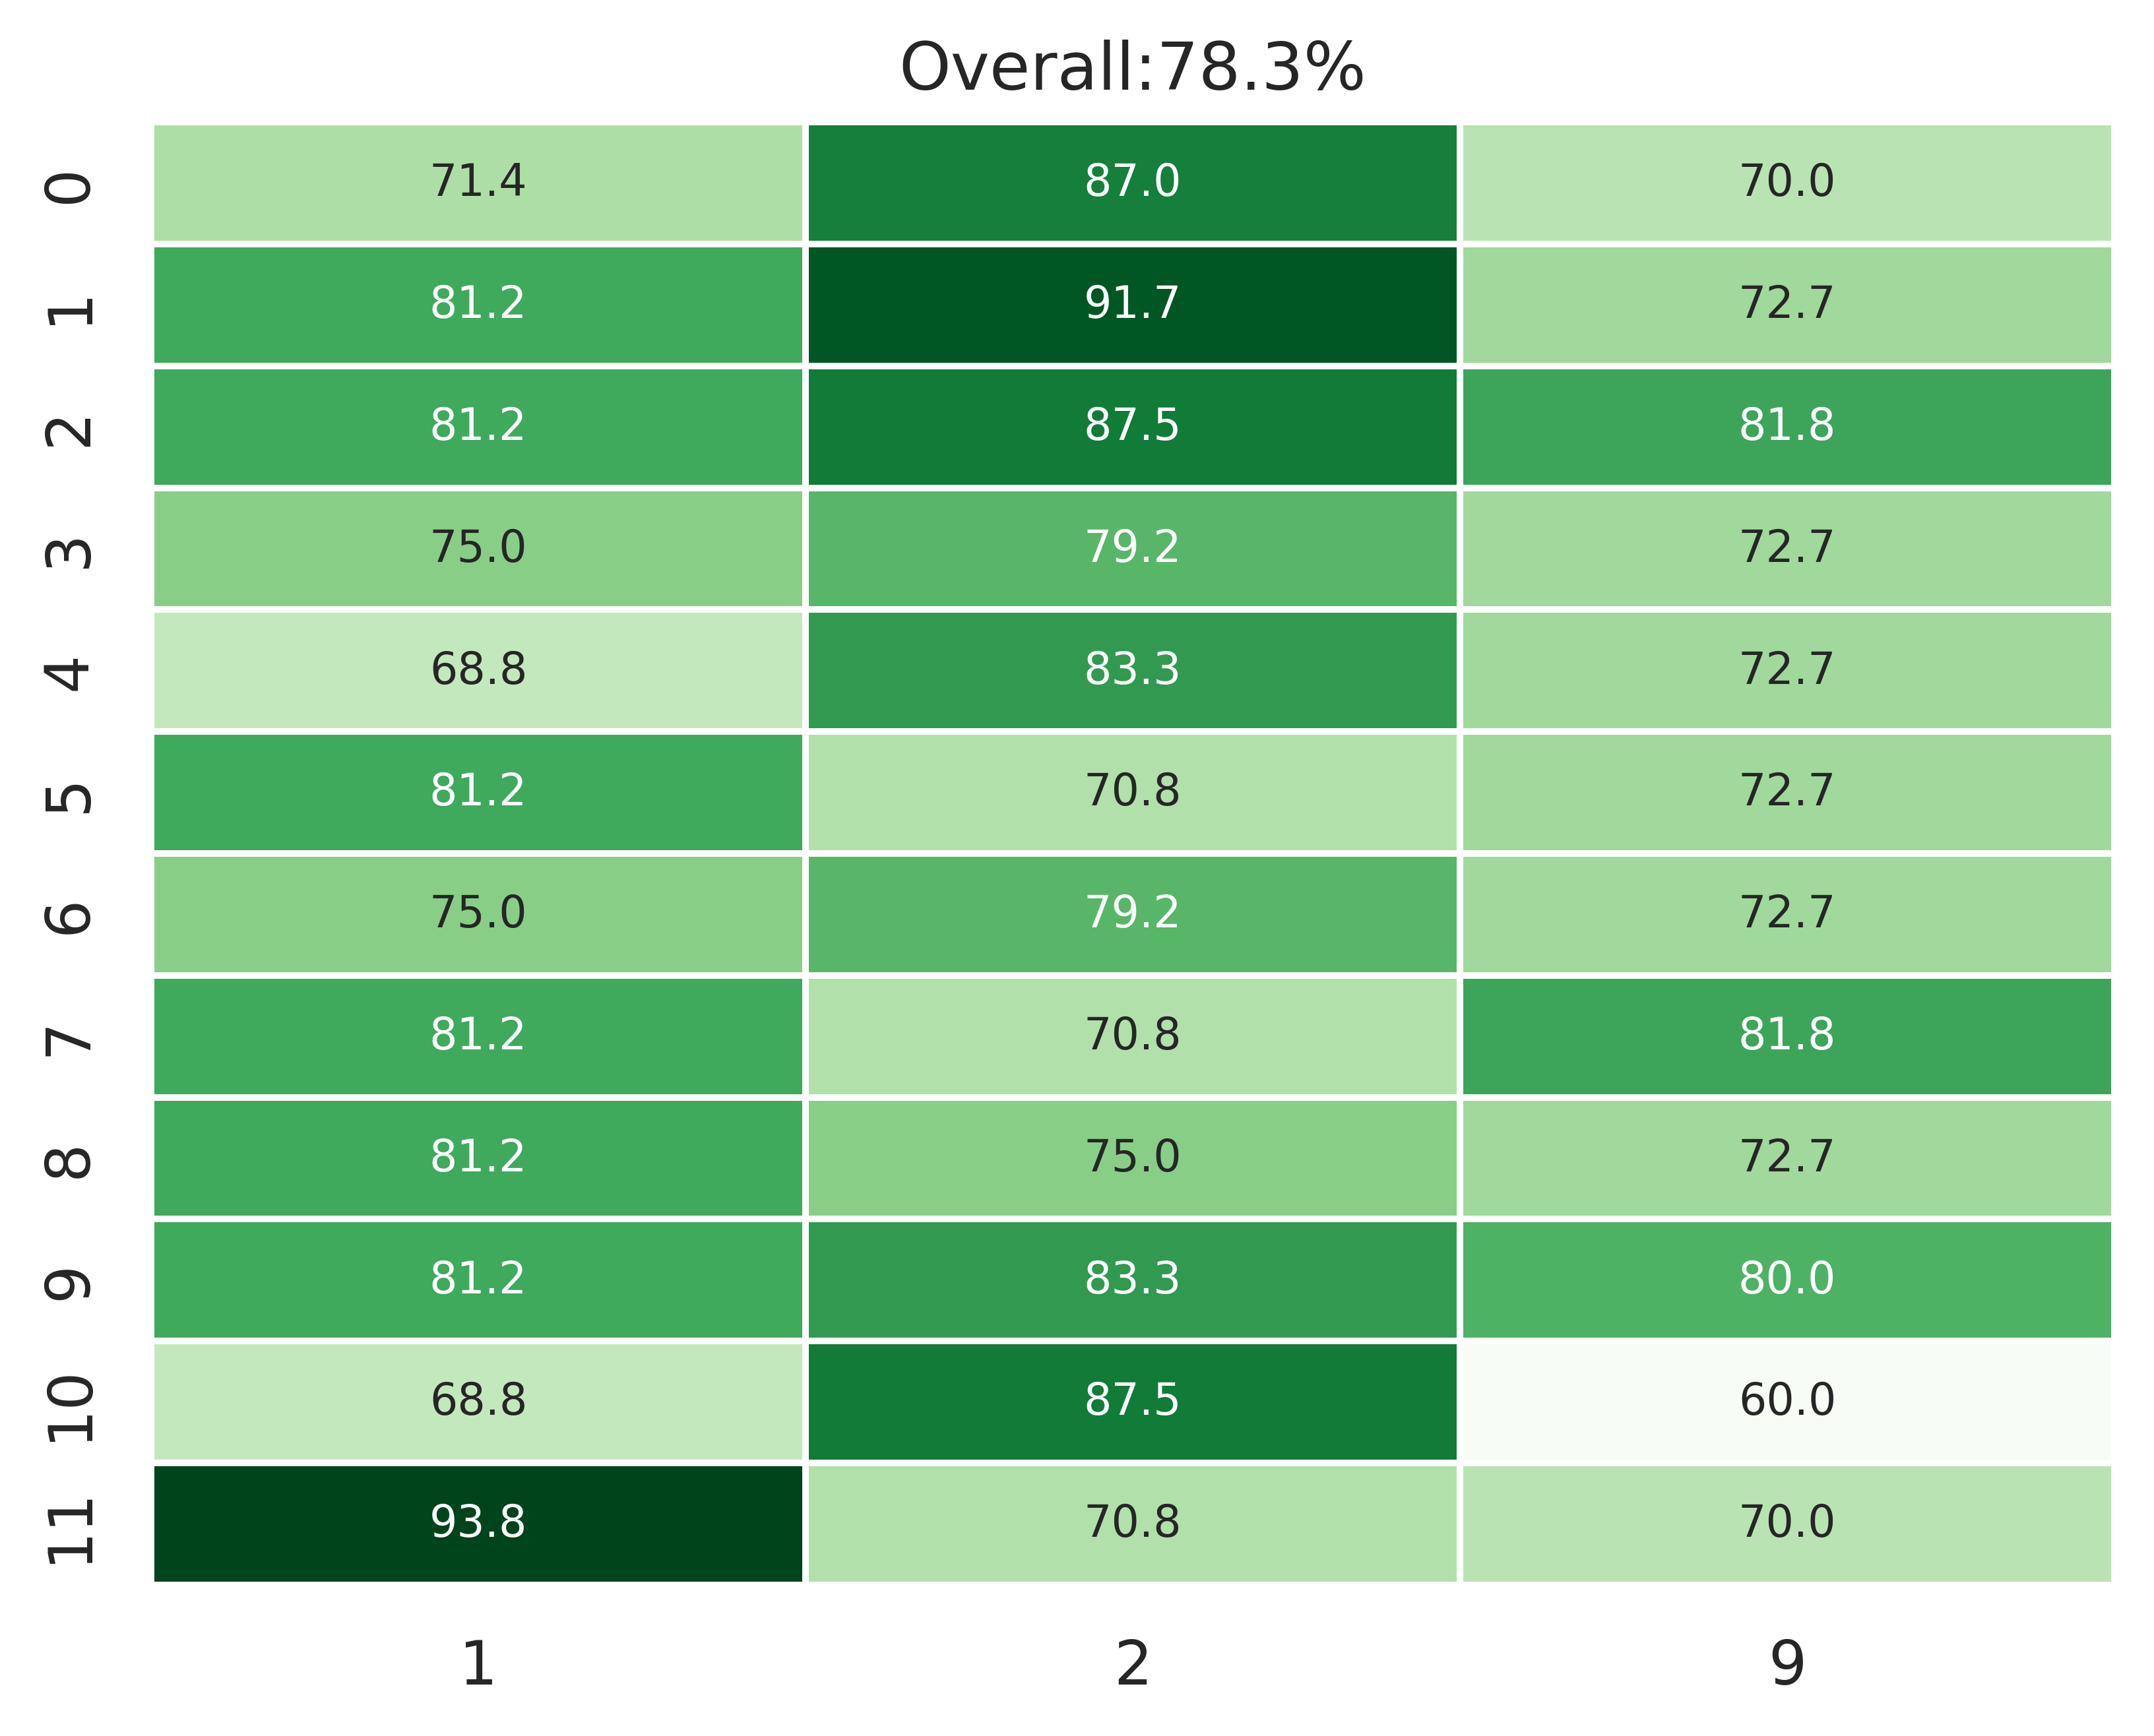 Overall:78.3%
0 71.4 87.0 70.0
1 81.2 91.7 72.7
2 81.2 87.5 81.8
3 75.0 79.2 72.7
4 68.8 83.3 72.7
5 81.2 70.8 72.7
6 75.0 79.2 72.7
7 81.2 70.8 81.8
8 81.2 75.0 72.7
9 81.2 83.3 80.0
10 68.8 87.5 60.0
11 93.8 70.8 70.0
1 2 9